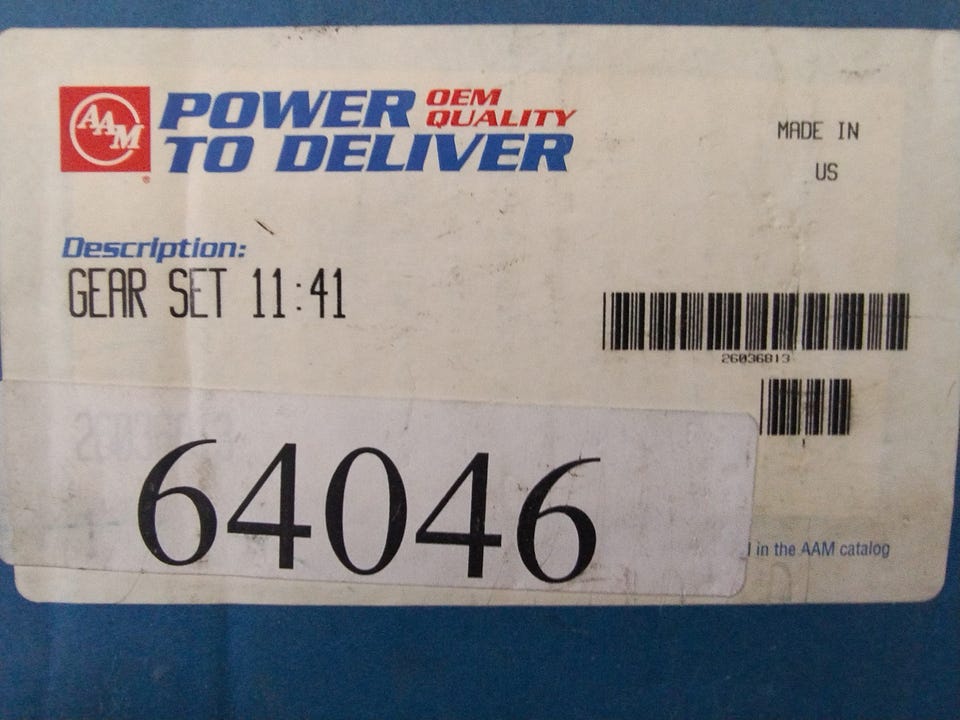 AAM
POWER
TO DELIVER
OEM
QUALITY
MADE IN
US
Description:
GEAR SET 11:41
26036813
64046
in the AAM catalog